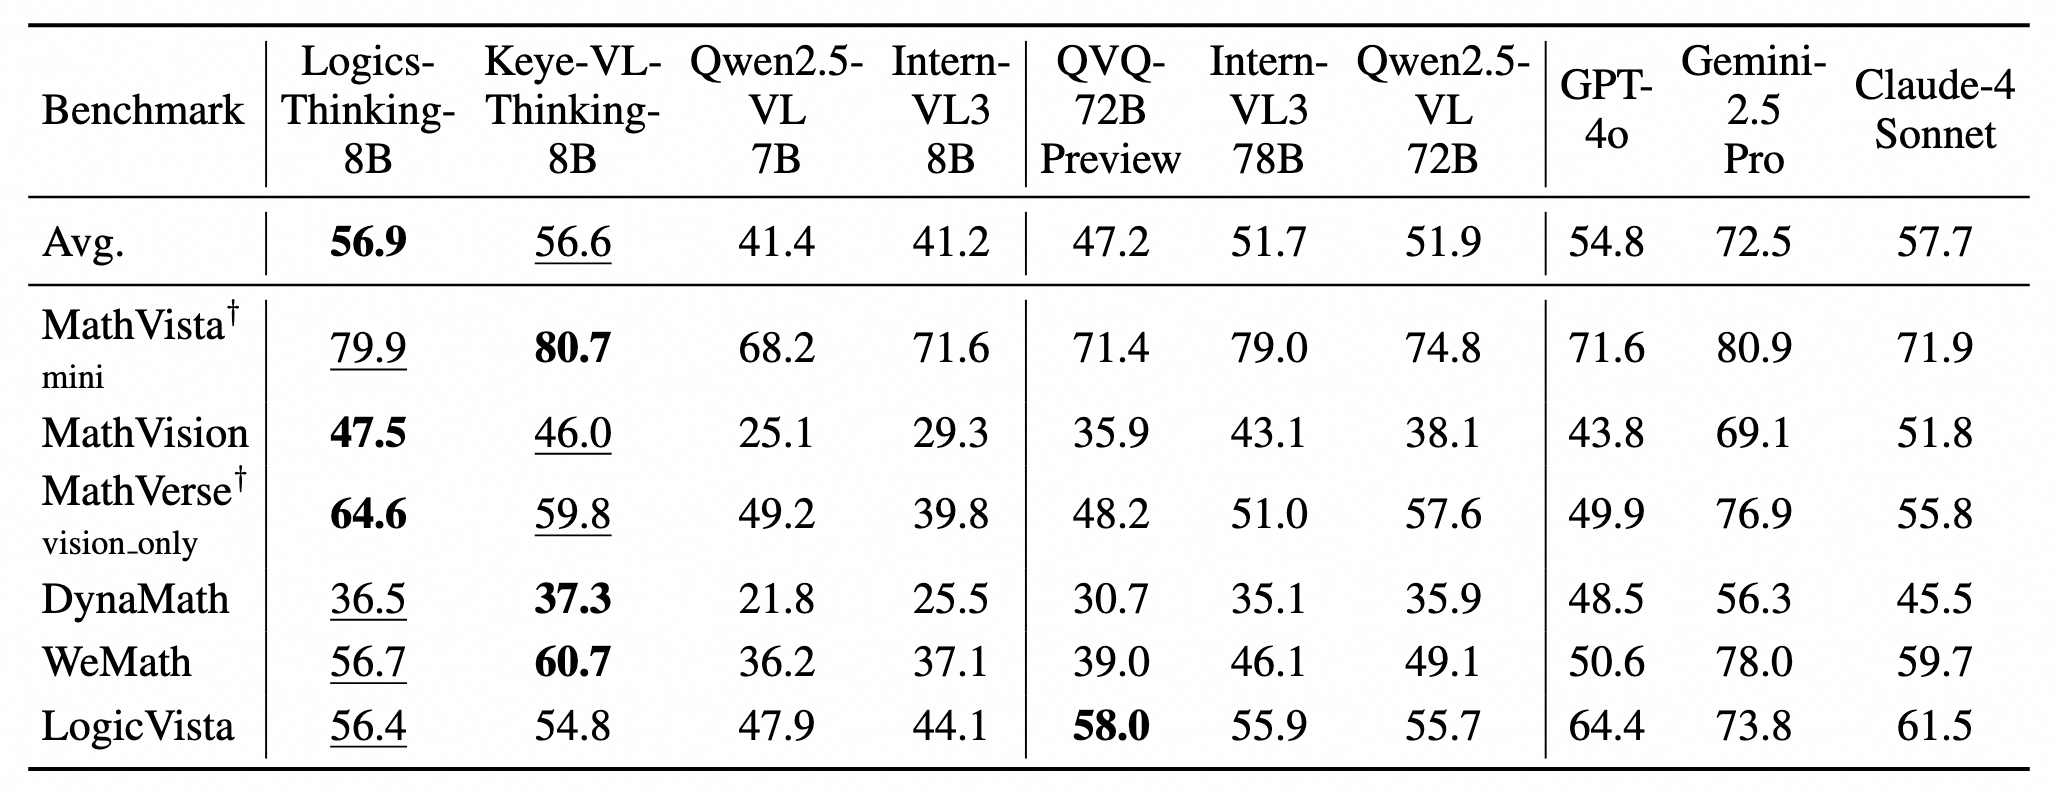 Benchmark Logics-Thinking-8B Keye-VL-Thinking-8B Qwen2.5-VL 7B Intern-VL3 8B QVQ-72B Preview Intern-VL3 78B Qwen2.5-VL 72B GPT-4o Gemini-2.5 Pro Claude-4 Sonnet
Avg. 56.9 56.6 41.4 41.2 47.2 51.7 51.9 54.8 72.5 57.7
MathVista† mini 79.9 80.7 68.2 71.6 71.4 79.0 74.8 71.6 80.9 71.9
MathVision 47.5 46.0 25.1 29.3 35.9 43.1 38.1 43.8 69.1 51.8
MathVerse† vision_only 64.6 59.8 49.2 39.8 48.2 51.0 57.6 49.9 76.9 55.8
DynaMath 36.5 37.3 21.8 25.5 30.7 35.1 35.9 48.5 56.3 45.5
WeMath 56.7 60.7 36.2 37.1 39.0 46.1 49.1 50.6 78.0 59.7
LogicVista 56.4 54.8 47.9 44.1 58.0 55.9 55.7 64.4 73.8 61.5